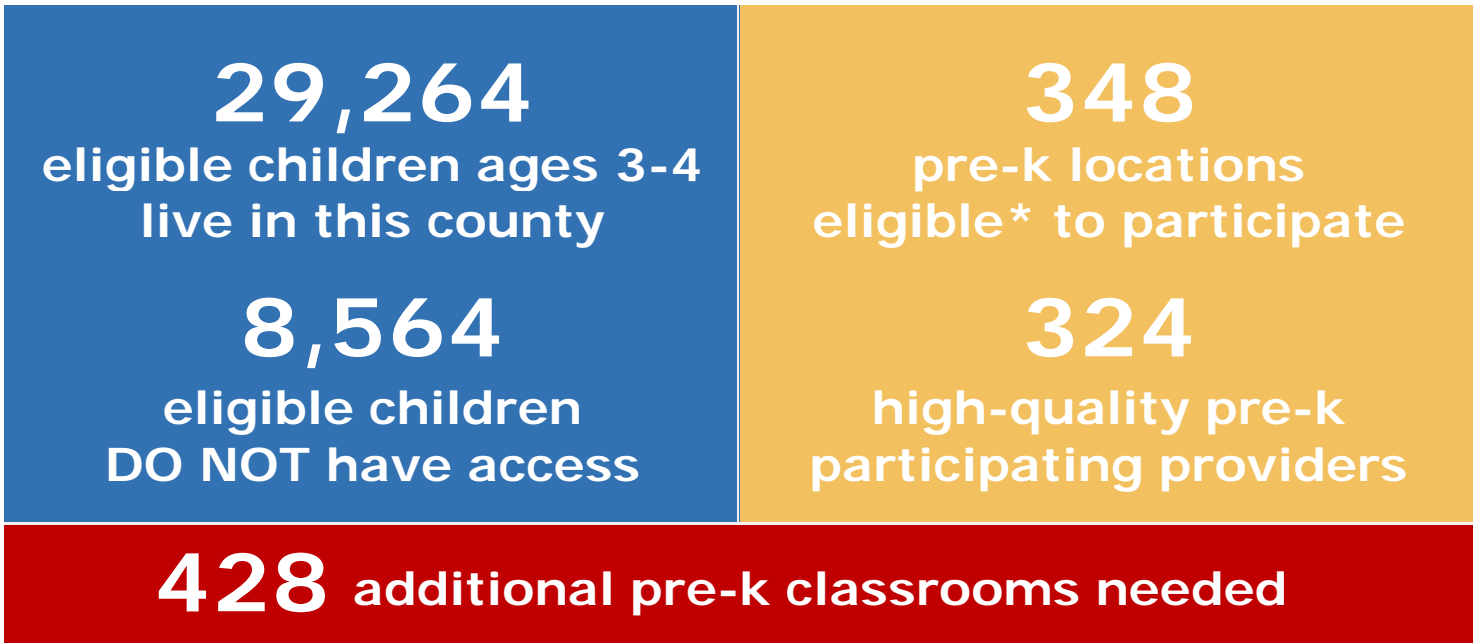 29,264
eligible children ages 3-4
live in this county
8,564
eligible children
DO NOT have access
348
pre-k locations
eligible* to participate
324
high-quality pre-k
participating providers
428 additional pre-k classrooms needed